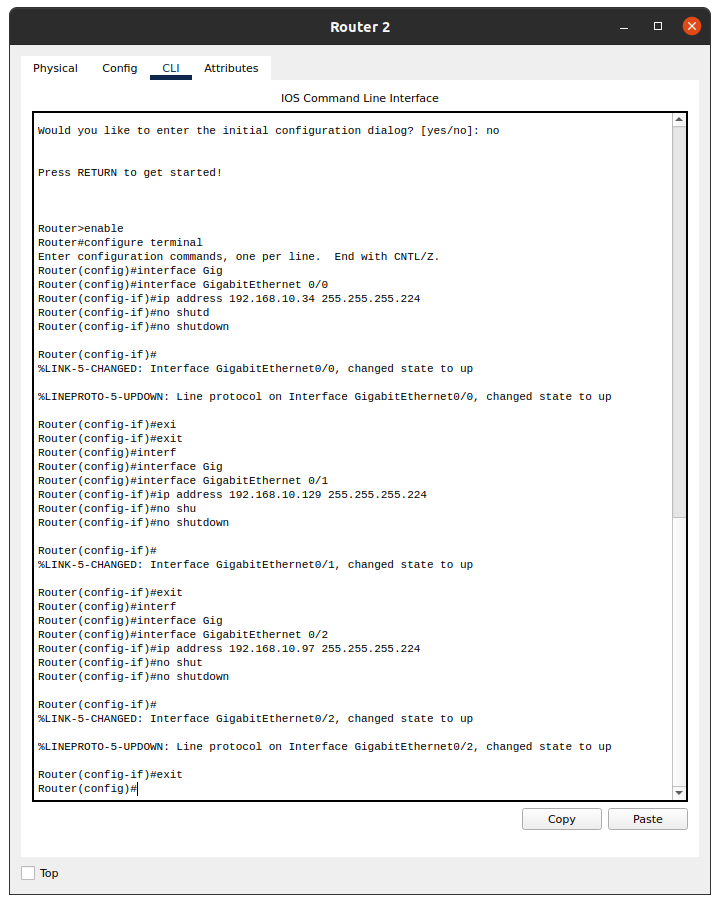 Router 2
Physical Config CLI Attributes
IOS Command Line Interface
Would you like to enter the initial configuration dialog? [yes/no]: no
Press RETURN to get started!
Router>enable
Router#configure terminal
Enter configuration commands, one per line.  End with CNTL/Z.
Router(config)#interface Gig
Router(config)#interface GigabitEthernet 0/0
Router(config-if)#ip address 192.168.10.34 255.255.255.224
Router(config-if)#no shutd
Router(config-if)#no shutdown
Router(config-if)#
%LINK-5-CHANGED: Interface GigabitEthernet0/0, changed state to up
%LINEPROTO-5-UPDOWN: Line protocol on Interface GigabitEthernet0/0, changed state to up
Router(config-if)#exi
Router(config-if)#exit
Router(config)#interf
Router(config)#interface Gig
Router(config)#interface GigabitEthernet 0/1
Router(config-if)#ip address 192.168.10.129 255.255.255.224
Router(config-if)#no shu
Router(config-if)#no shutdown
Router(config-if)#
%LINK-5-CHANGED: Interface GigabitEthernet0/1, changed state to up
Router(config-if)#exit
Router(config)#interf
Router(config)#interface Gig
Router(config)#interface GigabitEthernet 0/2
Router(config-if)#ip address 192.168.10.97 255.255.255.224
Router(config-if)#no shut
Router(config-if)#no shutdown
Router(config-if)#
%LINK-5-CHANGED: Interface GigabitEthernet0/2, changed state to up
%LINEPROTO-5-UPDOWN: Line protocol on Interface GigabitEthernet0/2, changed state to up
Router(config-if)#exit
Router(config)#
Copy Paste
Top